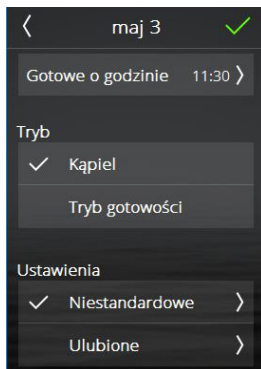 maj 3
Gotowe o godzinie 11:30
Tryb
Kąpiel
Tryb gotowości
Ustawienia
Niestandardowe
Ulubione